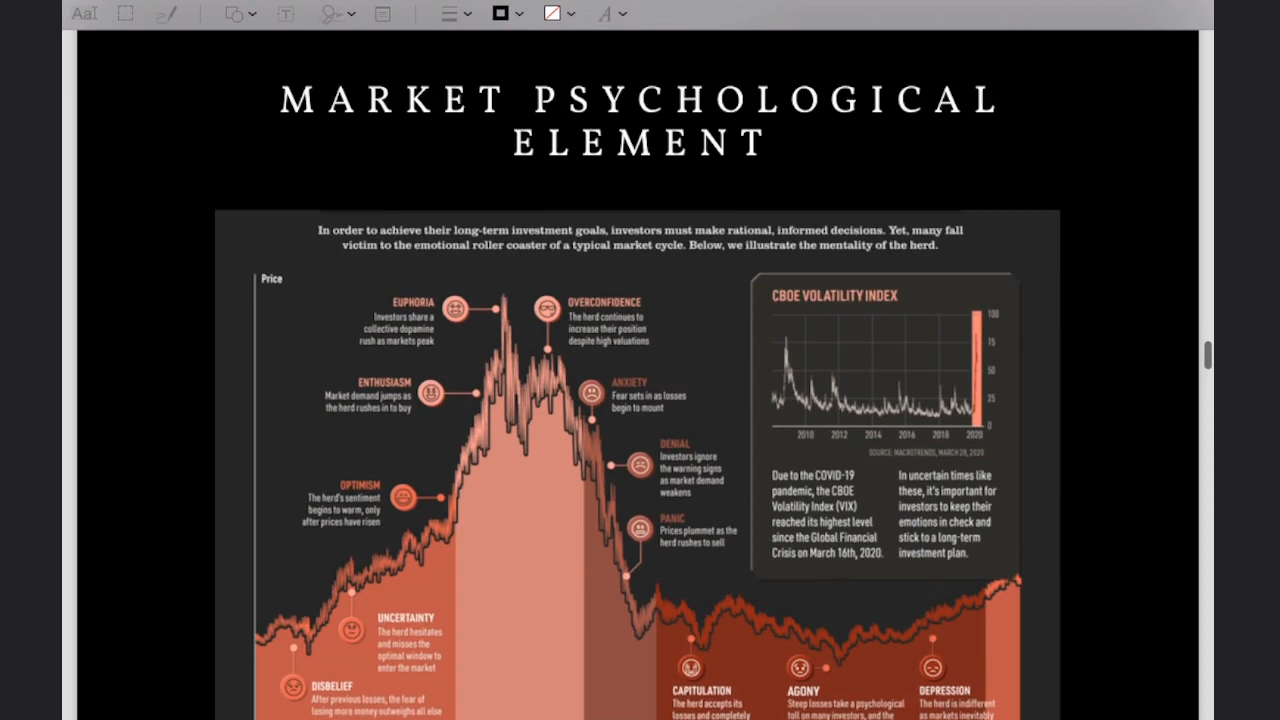 AaI
T
A
MARKET PSYCHOLOGICAL
ELEMENT
In order to achieve their long-term investment goals, investors must make rational, informed decisions. Yet, many fall
victim to the emotional roller coaster of a typical market cycle. Below, we illustrate the mentality of the herd.
Price
EUPHORIA
Investors share a
collective dopamine
rush as markets peak
OVERCONFIDENCE
The herd continues to
increase their position
despite high valuations
ENTHUSIASM
Market demand jumps as
the herd rushes in to buy
ANXIETY
Fear sets in as losses
begin to mount
DENIAL
Investors ignore
the warning signs
as market demand
weakens
OPTIMISM
The herd's sentiment
begins to warm, only
after prices have risen
PANIC
Prices plummet as the
herd rushes to sell
CBOE VOLATILITY INDEX
100
75
50
25
0
2010 2012 2014 2016 2018 2020
SOURCE: MACROTRENDS, MARCH 28, 2020
Due to the COVID-19
pandemic, the CBOE
Volatility Index (VIX)
reached its highest level
since the Global Financial
Crisis on March 16th, 2020.
In uncertain times like
these, it's important for
investors to keep their
emotions in check and
stick to a long-term
investment plan.
UNCERTAINTY
The herd hesitates
and misses the
optimal window to
enter the market
DISBELIEF
After previous losses, the fear of
losing more money outweighs all else
CAPITULATION
The herd accepts its
losses and completely
AGONY
Steep losses take a psychological
toll on many investors, and the
DEPRESSION
The herd is indifferent
as markets inevitably